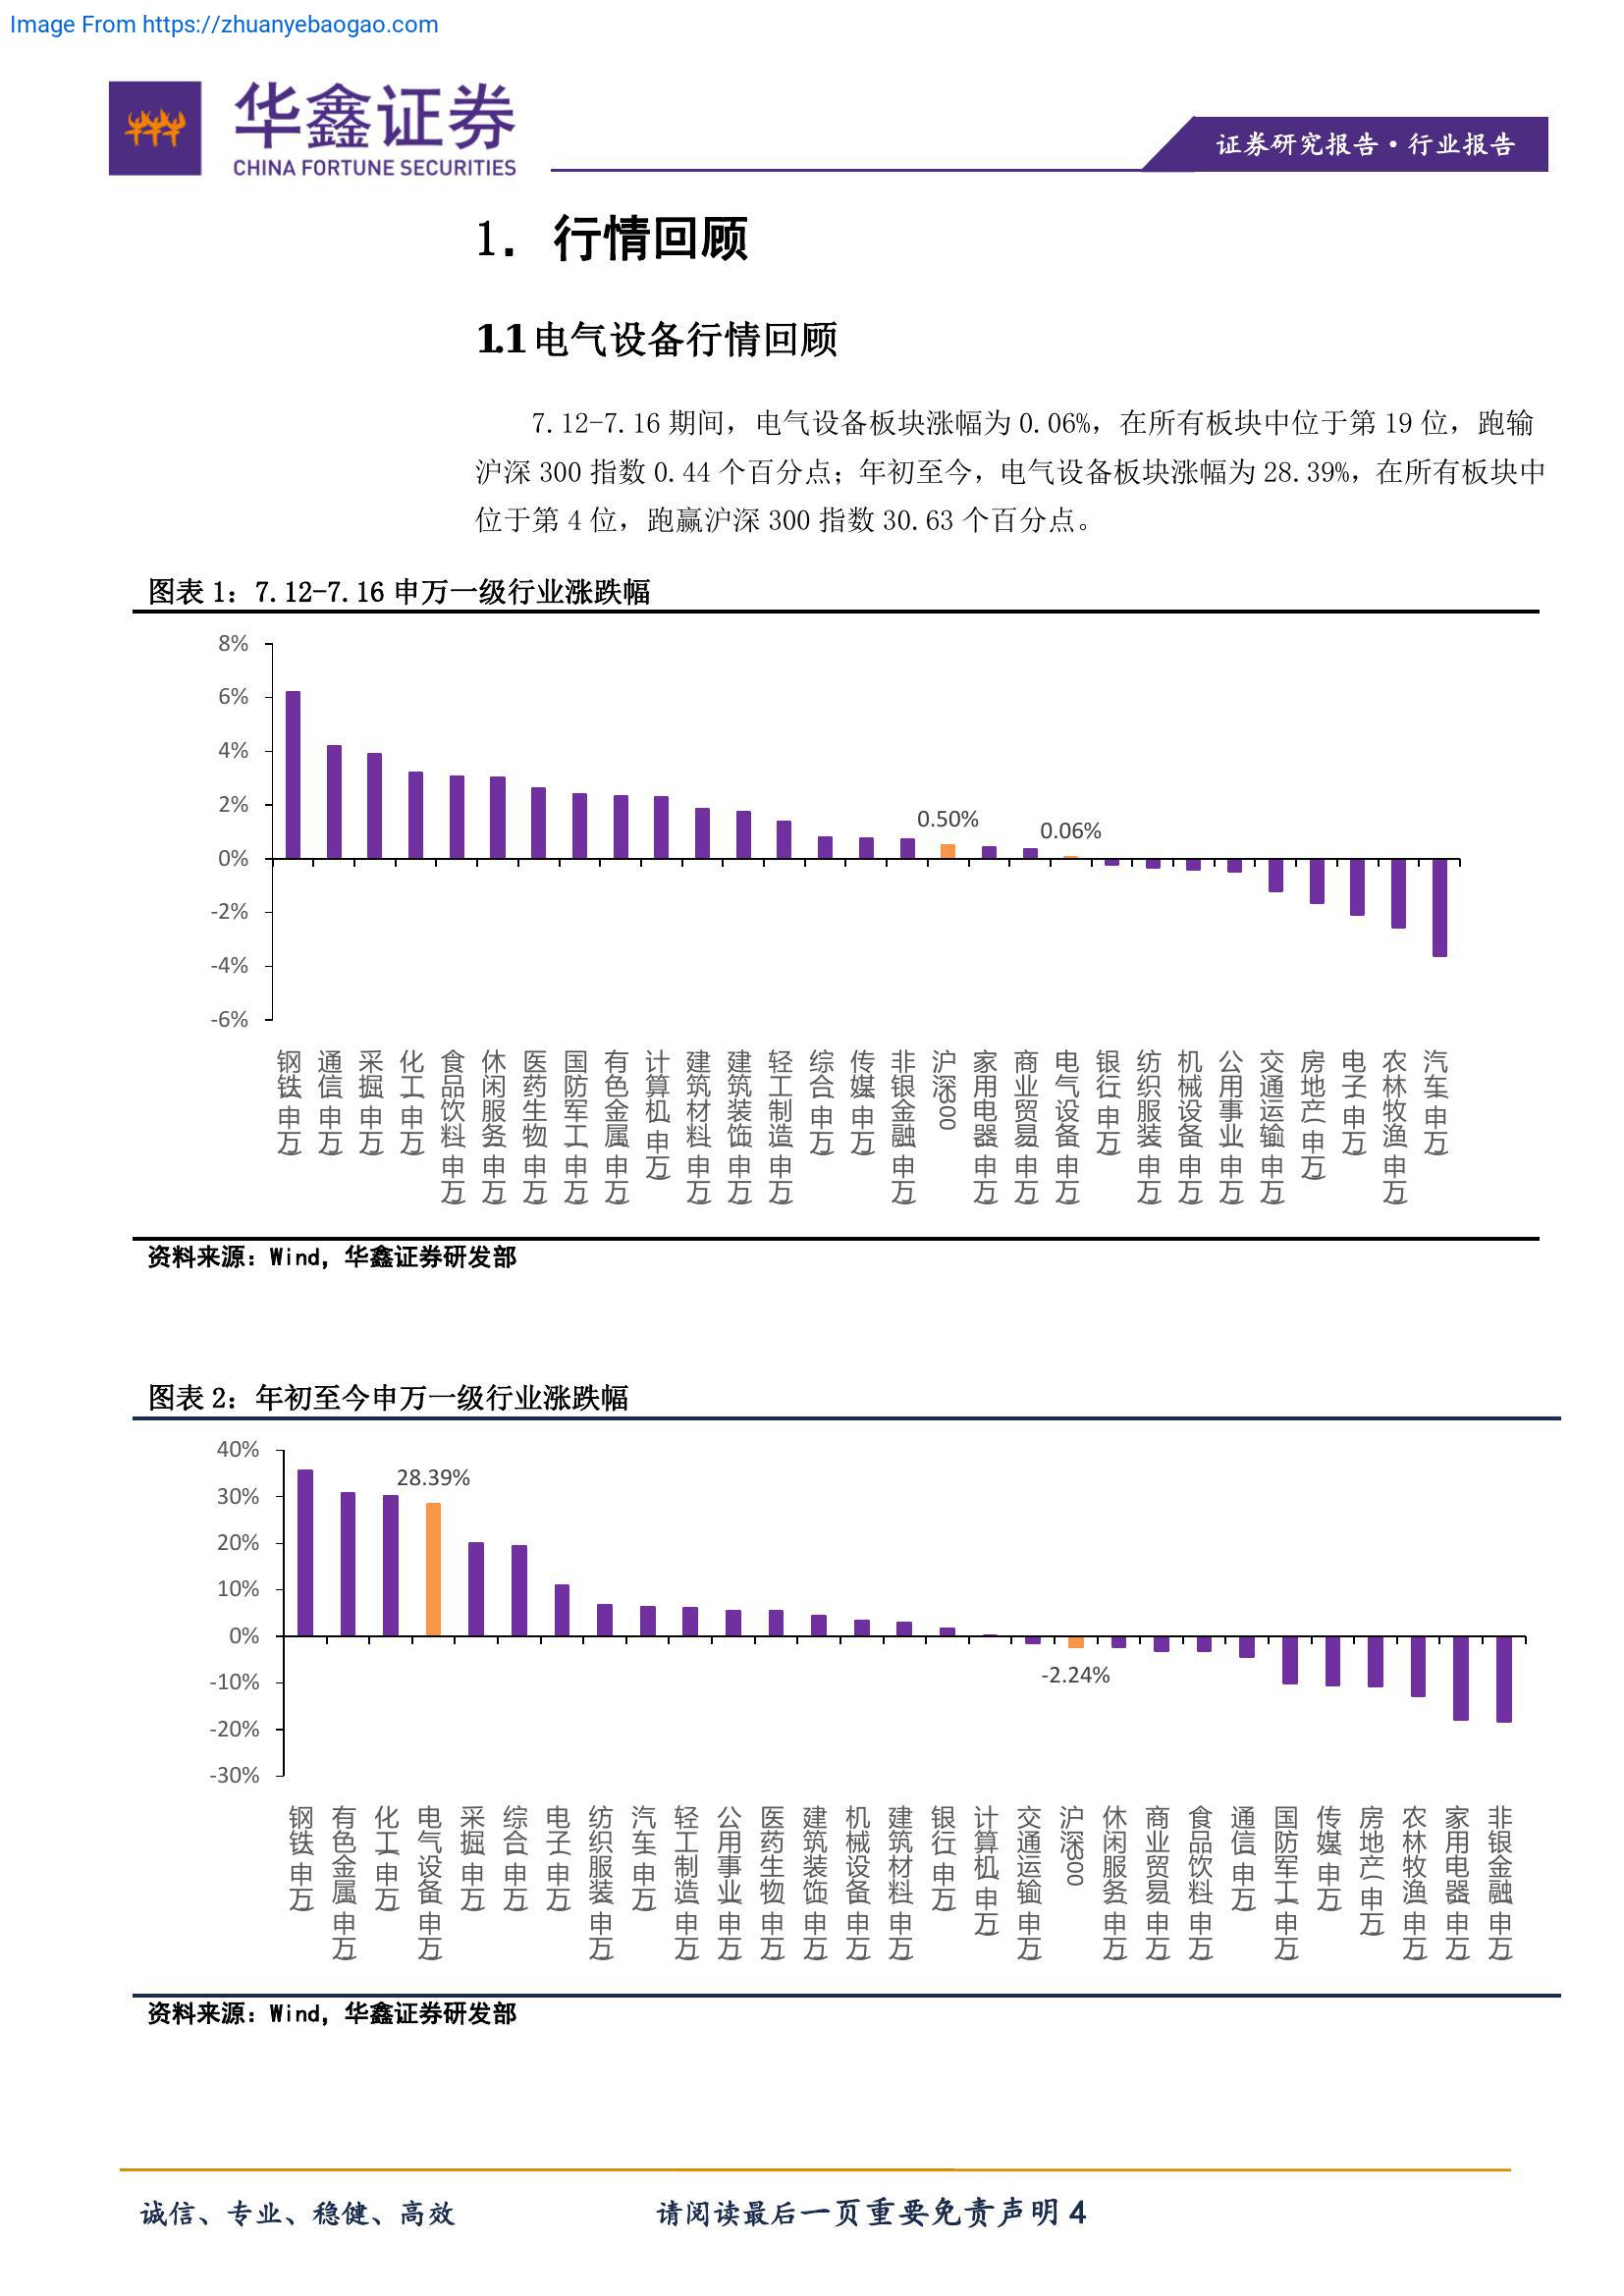 Image From https://zhuanyebaogao.com
华鑫证券
CHINA FORTUNE SECURITIES
证券研究报告·行业报告
1. 行情回顾
1.1 电气设备行情回顾
7.12-7.16 期间，电气设备板块涨幅为 0.06%，在所有板块中位于第 19 位，跑输
沪深 300 指数 0.44 个百分点；年初至今，电气设备板块涨幅为 28.39%，在所有板块中
位于第 4 位，跑赢沪深 300 指数 30.63 个百分点。
图表 1：7.12-7.16 申万一级行业涨跌幅
8%
6%
4%
2%
0%
-2%
-4%
-6%
0.50%
0.06%
钢铁(申万)
通信(申万)
采掘(申万)
化工(申万)
食品饮料(申万)
休闲服务(申万)
医药生物(申万)
国防军工(申万)
有色金属(申万)
计算机(申万)
建筑材料(申万)
建筑装饰(申万)
轻工制造(申万)
综合(申万)
传媒(申万)
非银金融(申万)
沪深300
家用电器(申万)
商业贸易(申万)
电气设备(申万)
银行(申万)
纺织服装(申万)
机械设备(申万)
公用事业(申万)
交通运输(申万)
房地产(申万)
电子(申万)
农林牧渔(申万)
汽车(申万)
资料来源：Wind，华鑫证券研发部
图表 2：年初至今申万一级行业涨跌幅
40%
30%
20%
10%
0%
-10%
-20%
-30%
28.39%
-2.24%
钢铁(申万)
有色金属(申万)
化工(申万)
电气设备(申万)
采掘(申万)
综合(申万)
电子(申万)
纺织服装(申万)
汽车(申万)
轻工制造(申万)
公用事业(申万)
医药生物(申万)
建筑装饰(申万)
机械设备(申万)
建筑材料(申万)
银行(申万)
计算机(申万)
交通运输(申万)
沪深300
休闲服务(申万)
商业贸易(申万)
食品饮料(申万)
通信(申万)
国防军工(申万)
传媒(申万)
房地产(申万)
农林牧渔(申万)
家用电器(申万)
非银金融(申万)
资料来源：Wind，华鑫证券研发部
诚信、专业、稳健、高效
请阅读最后一页重要免责声明 4